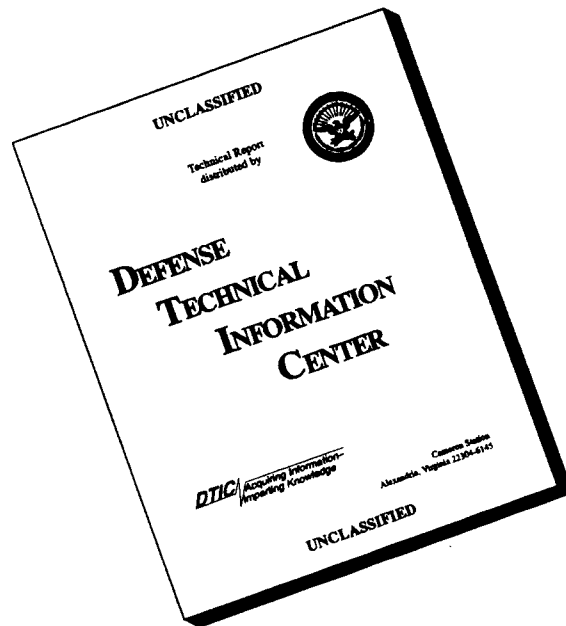 UNCLASSIFIED
Technical Report
distributed by
DEFENSE
TECHNICAL
INFORMATION
CENTER
DTIC Acquiring Information—
Imparting Knowledge
Cameron Station
Alexandria, Virginia 22304-6145
UNCLASSIFIED